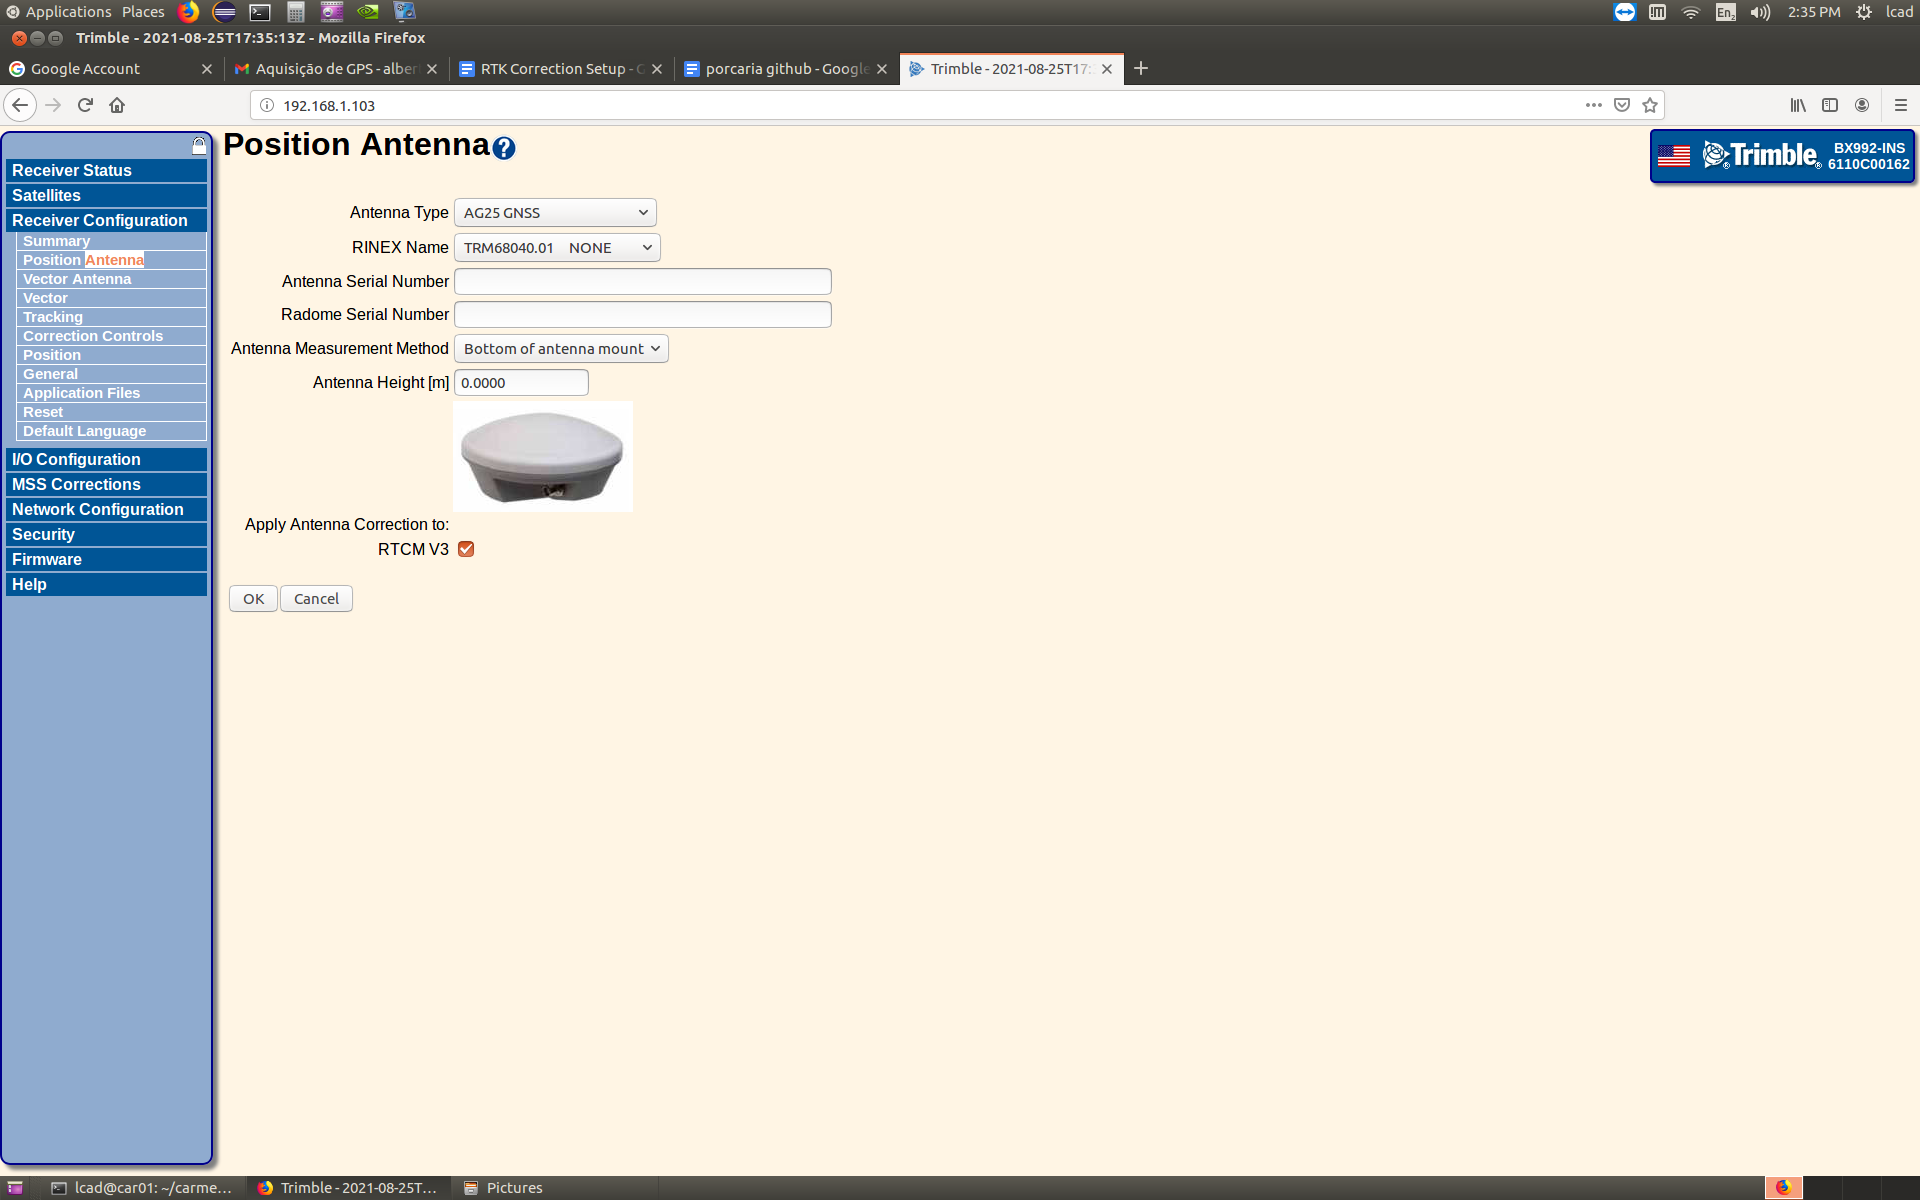 Applications Places
En2 2:35 PM lcad
Trimble - 2021-08-25T17:35:13Z - Mozilla Firefox
Google Account
Aquisição de GPS - alber
RTK Correction Setup - G
porcaria github - Google
Trimble - 2021-08-25T17:
192.168.1.103
Receiver Status
Satellites
Receiver Configuration
Summary
Position Antenna
Vector Antenna
Vector
Tracking
Correction Controls
Position
General
Application Files
Reset
Default Language
I/O Configuration
MSS Corrections
Network Configuration
Security
Firmware
Help
Position Antenna ?
Trimble
BX992-INS
6110C00162
Antenna Type AG25 GNSS
RINEX Name TRM68040.01 NONE
Antenna Serial Number
Radome Serial Number
Antenna Measurement Method Bottom of antenna mount
Antenna Height [m] 0.0000
Apply Antenna Correction to:
RTCM V3
OK Cancel
lcad@car01: ~/carme...
Trimble - 2021-08-25T...
Pictures